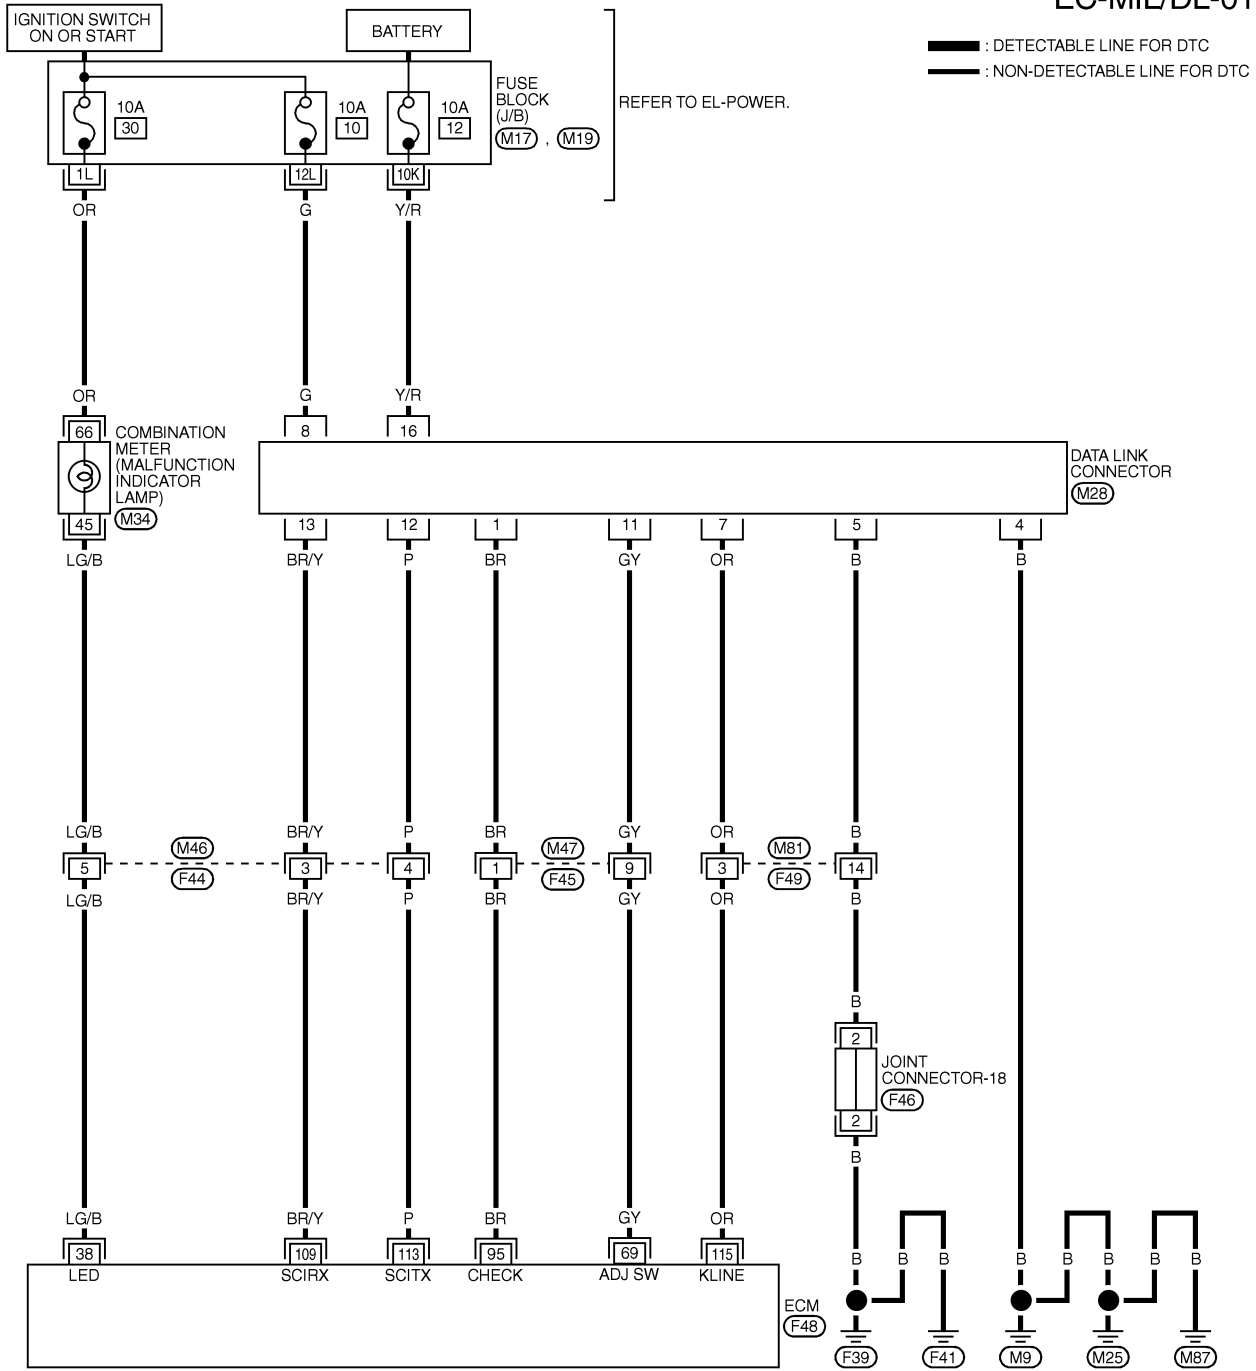 EC-MIL/DL-01
IGNITION SWITCH
ON OR START
BATTERY
: DETECTABLE LINE FOR DTC
: NON-DETECTABLE LINE FOR DTC
10A
30
10A
10
10A
12
FUSE
BLOCK
(J/B)
M17 , M19
REFER TO EL-POWER.
1L
12L
10K
OR
G
Y/R
OR
G
Y/R
66
8
16
COMBINATION
METER
(MALFUNCTION
INDICATOR
LAMP)
M34
DATA LINK
CONNECTOR
M28
45
13
12
1
11
7
5
4
LG/B
BR/Y
P
BR
GY
OR
B
B
LG/B
BR/Y
P
BR
GY
OR
B
M46
M47
M81
5
3
4
1
9
3
14
F44
F45
F49
LG/B
BR/Y
P
BR
GY
OR
B
B
2
JOINT
CONNECTOR-18
F46
2
B
LG/B
BR/Y
P
BR
GY
OR
38
109
113
95
69
115
B
B
B
B
B
B
B
B
LED
SCIRX
SCITX
CHECK
ADJ SW
KLINE
ECM
F48
F39
F41
M9
M25
M87